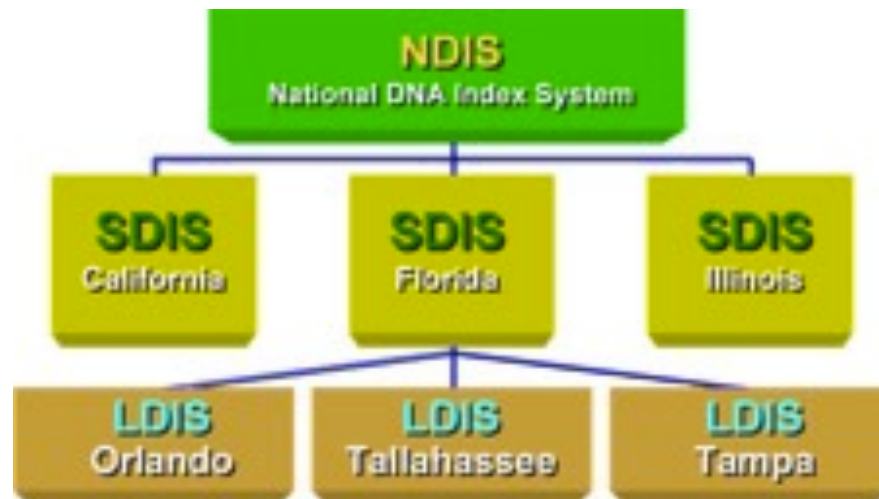 NDIS
National DNA Index System
SDIS
California
SDIS
Florida
SDIS
Illinois
LDIS
Orlando
LDIS
Tallahassee
LDIS
Tampa